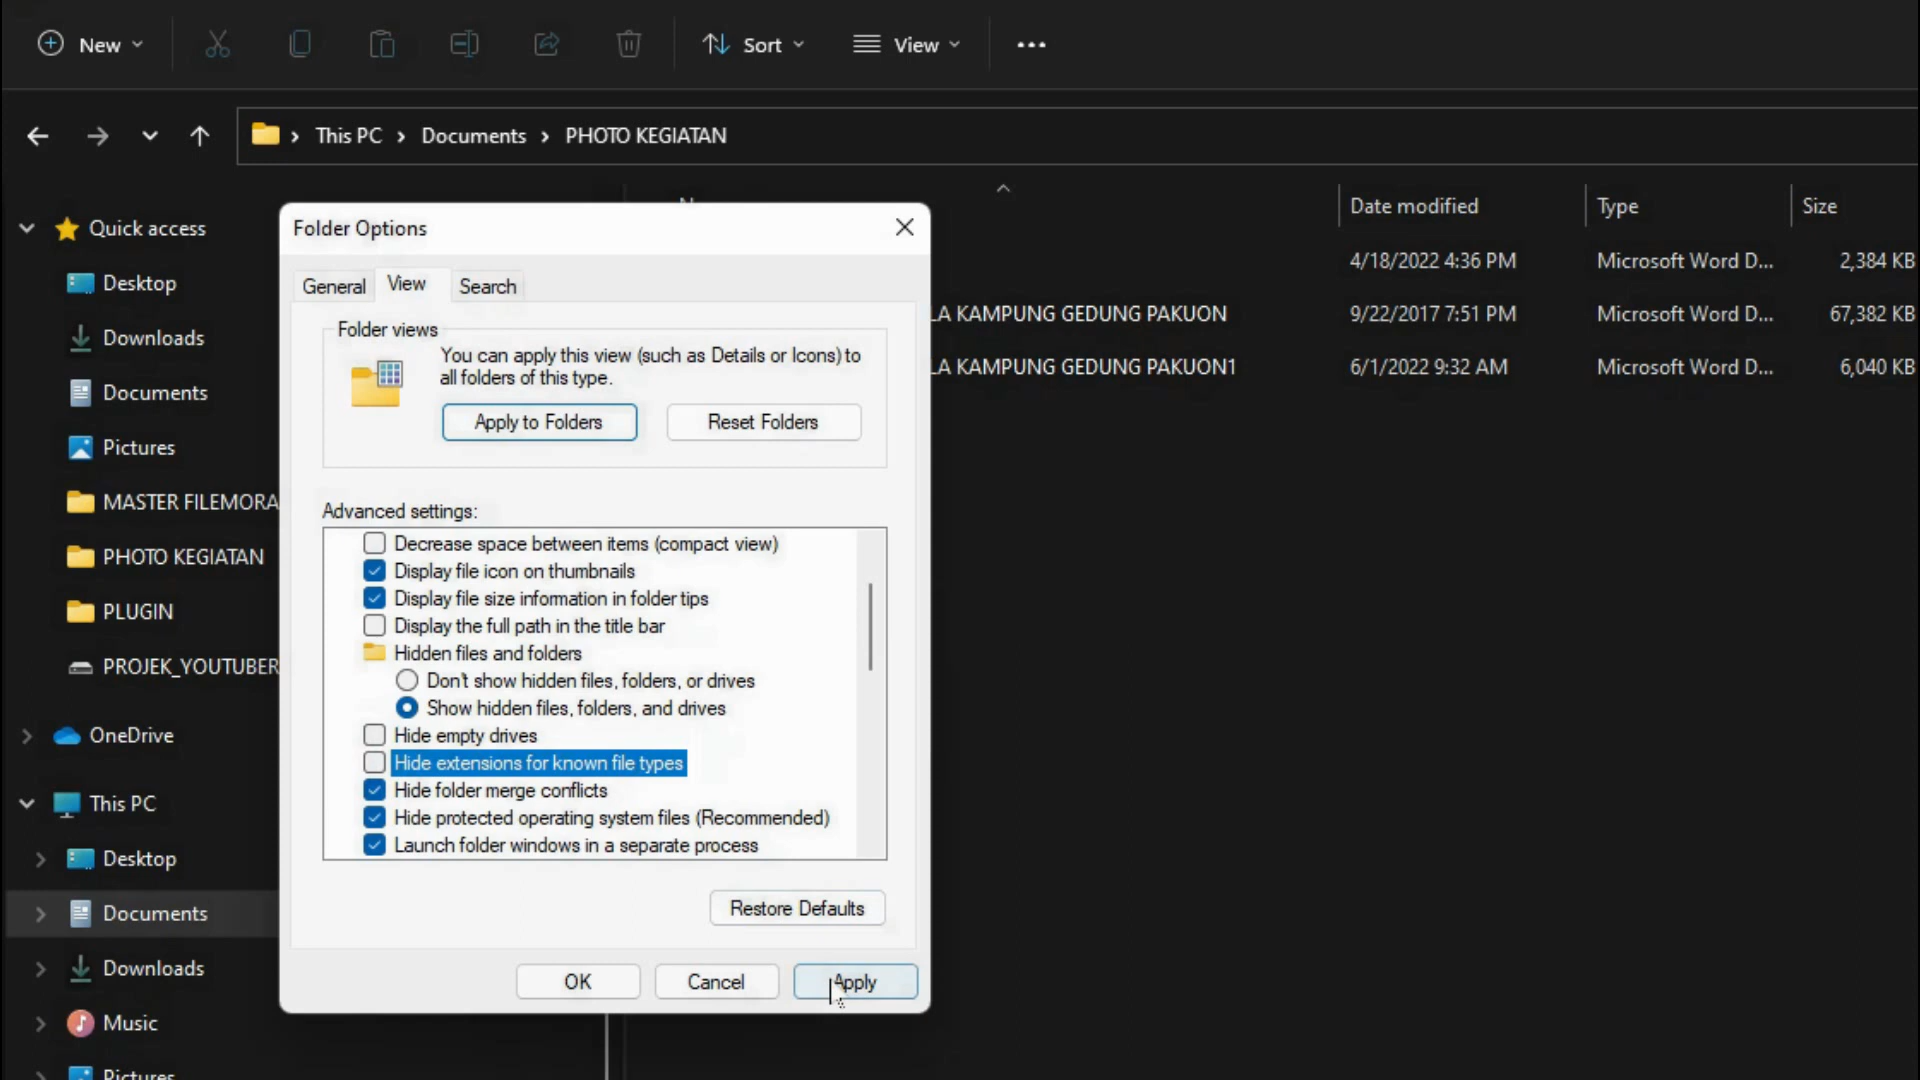 New
Sort
View
This PC > Documents > PHOTO KEGIATAN
Quick access
Desktop
Downloads
Documents
Pictures
MASTER FILEMORA
PHOTO KEGIATAN
PLUGIN
PROJEK_YOUTUBER
OneDrive
This PC
Desktop
Documents
Downloads
Music
Pictures
Folder Options
General View Search
Folder views
You can apply this view (such as Details or Icons) to
all folders of this type.
Apply to Folders Reset Folders
Advanced settings:
Decrease space between items (compact view)
Display file icon on thumbnails
Display file size information in folder tips
Display the full path in the title bar
Hidden files and folders
Don't show hidden files, folders, or drives
Show hidden files, folders, and drives
Hide empty drives
Hide extensions for known file types
Hide folder merge conflicts
Hide protected operating system files (Recommended)
Launch folder windows in a separate process
Restore Defaults
OK Cancel Apply
Date modified Type Size
4/18/2022 4:36 PM Microsoft Word D... 2,384 KB
LA KAMPUNG GEDUNG PAKUON 9/22/2017 7:51 PM Microsoft Word D... 67,382 KB
LA KAMPUNG GEDUNG PAKUON1 6/1/2022 9:32 AM Microsoft Word D... 6,040 KB